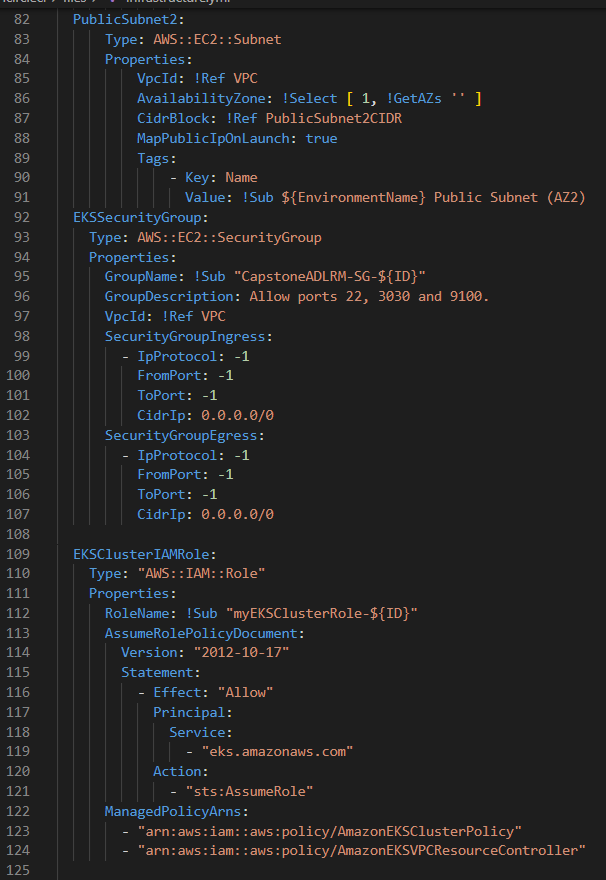 82 PublicSubnet2:
83 Type: AWS::EC2::Subnet
84 Properties:
85 VpcId: !Ref VPC
86 AvailabilityZone: !Select [ 1, !GetAZs '' ]
87 CidrBlock: !Ref PublicSubnet2CIDR
88 MapPublicIpOnLaunch: true
89 Tags:
90 - Key: Name
91 Value: !Sub ${EnvironmentName} Public Subnet (AZ2)
92 EKSSecurityGroup:
93 Type: AWS::EC2::SecurityGroup
94 Properties:
95 GroupName: !Sub "CapstoneADLRM-SG-${ID}"
96 GroupDescription: Allow ports 22, 3030 and 9100.
97 VpcId: !Ref VPC
98 SecurityGroupIngress:
99 - IpProtocol: -1
100 FromPort: -1
101 ToPort: -1
102 CidrIp: 0.0.0.0/0
103 SecurityGroupEgress:
104 - IpProtocol: -1
105 FromPort: -1
106 ToPort: -1
107 CidrIp: 0.0.0.0/0
108
109 EKSClusterIAMRole:
110 Type: "AWS::IAM::Role"
111 Properties:
112 RoleName: !Sub "myEKSClusterRole-${ID}"
113 AssumeRolePolicyDocument:
114 Version: "2012-10-17"
115 Statement:
116 - Effect: "Allow"
117 Principal:
118 Service:
119 - "eks.amazonaws.com"
120 Action:
121 - "sts:AssumeRole"
122 ManagedPolicyArns:
123 - "arn:aws:iam::aws:policy/AmazonEKSClusterPolicy"
124 - "arn:aws:iam::aws:policy/AmazonEKSVPCResourceController"
125